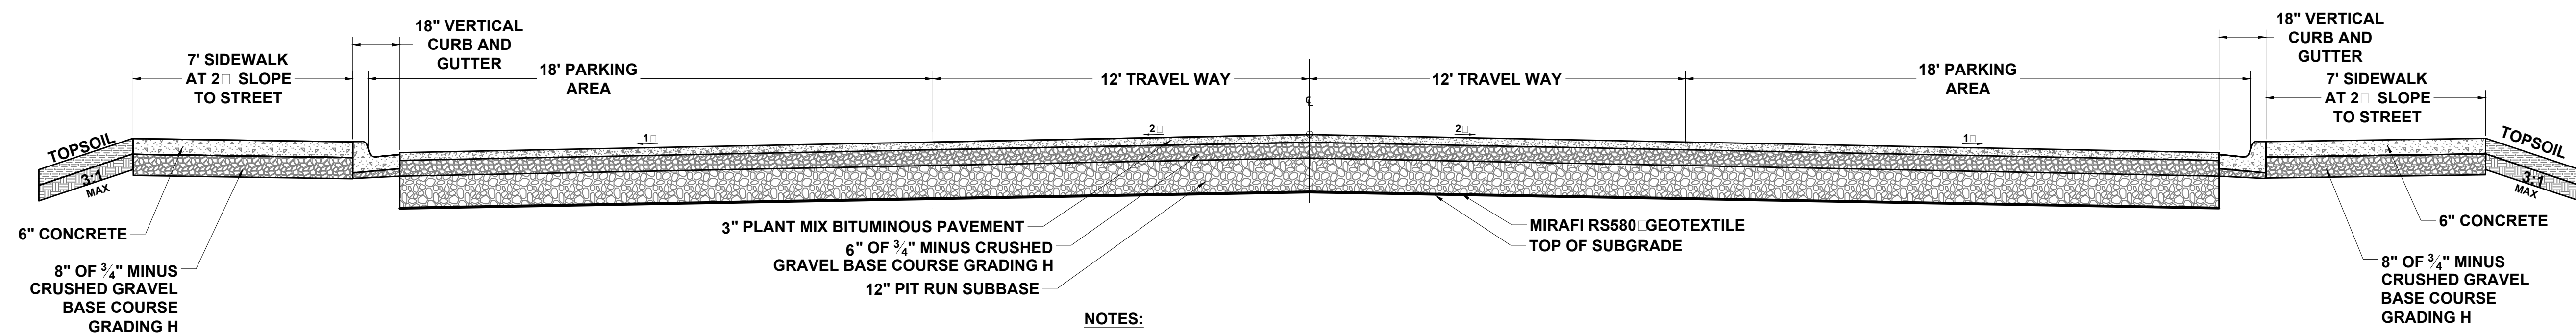 18" VERTICAL
CURB AND
GUTTER
7' SIDEWALK
AT 2□ SLOPE
TO STREET
18' PARKING
AREA
12' TRAVEL WAY
12' TRAVEL WAY
18' PARKING
AREA
18" VERTICAL
CURB AND
GUTTER
7' SIDEWALK
AT 2□ SLOPE
TO STREET
℄
1□
2□
2□
1□
TOPSOIL
3:1
MAX
TOPSOIL
3:1
MAX
6" CONCRETE
8" OF ¾" MINUS
CRUSHED GRAVEL
BASE COURSE
GRADING H
3" PLANT MIX BITUMINOUS PAVEMENT
6" OF ¾" MINUS CRUSHED
GRAVEL BASE COURSE GRADING H
12" PIT RUN SUBBASE
MIRAFI RS580□GEOTEXTILE
TOP OF SUBGRADE
6" CONCRETE
8" OF ¾" MINUS
CRUSHED GRAVEL
BASE COURSE
GRADING H
NOTES: